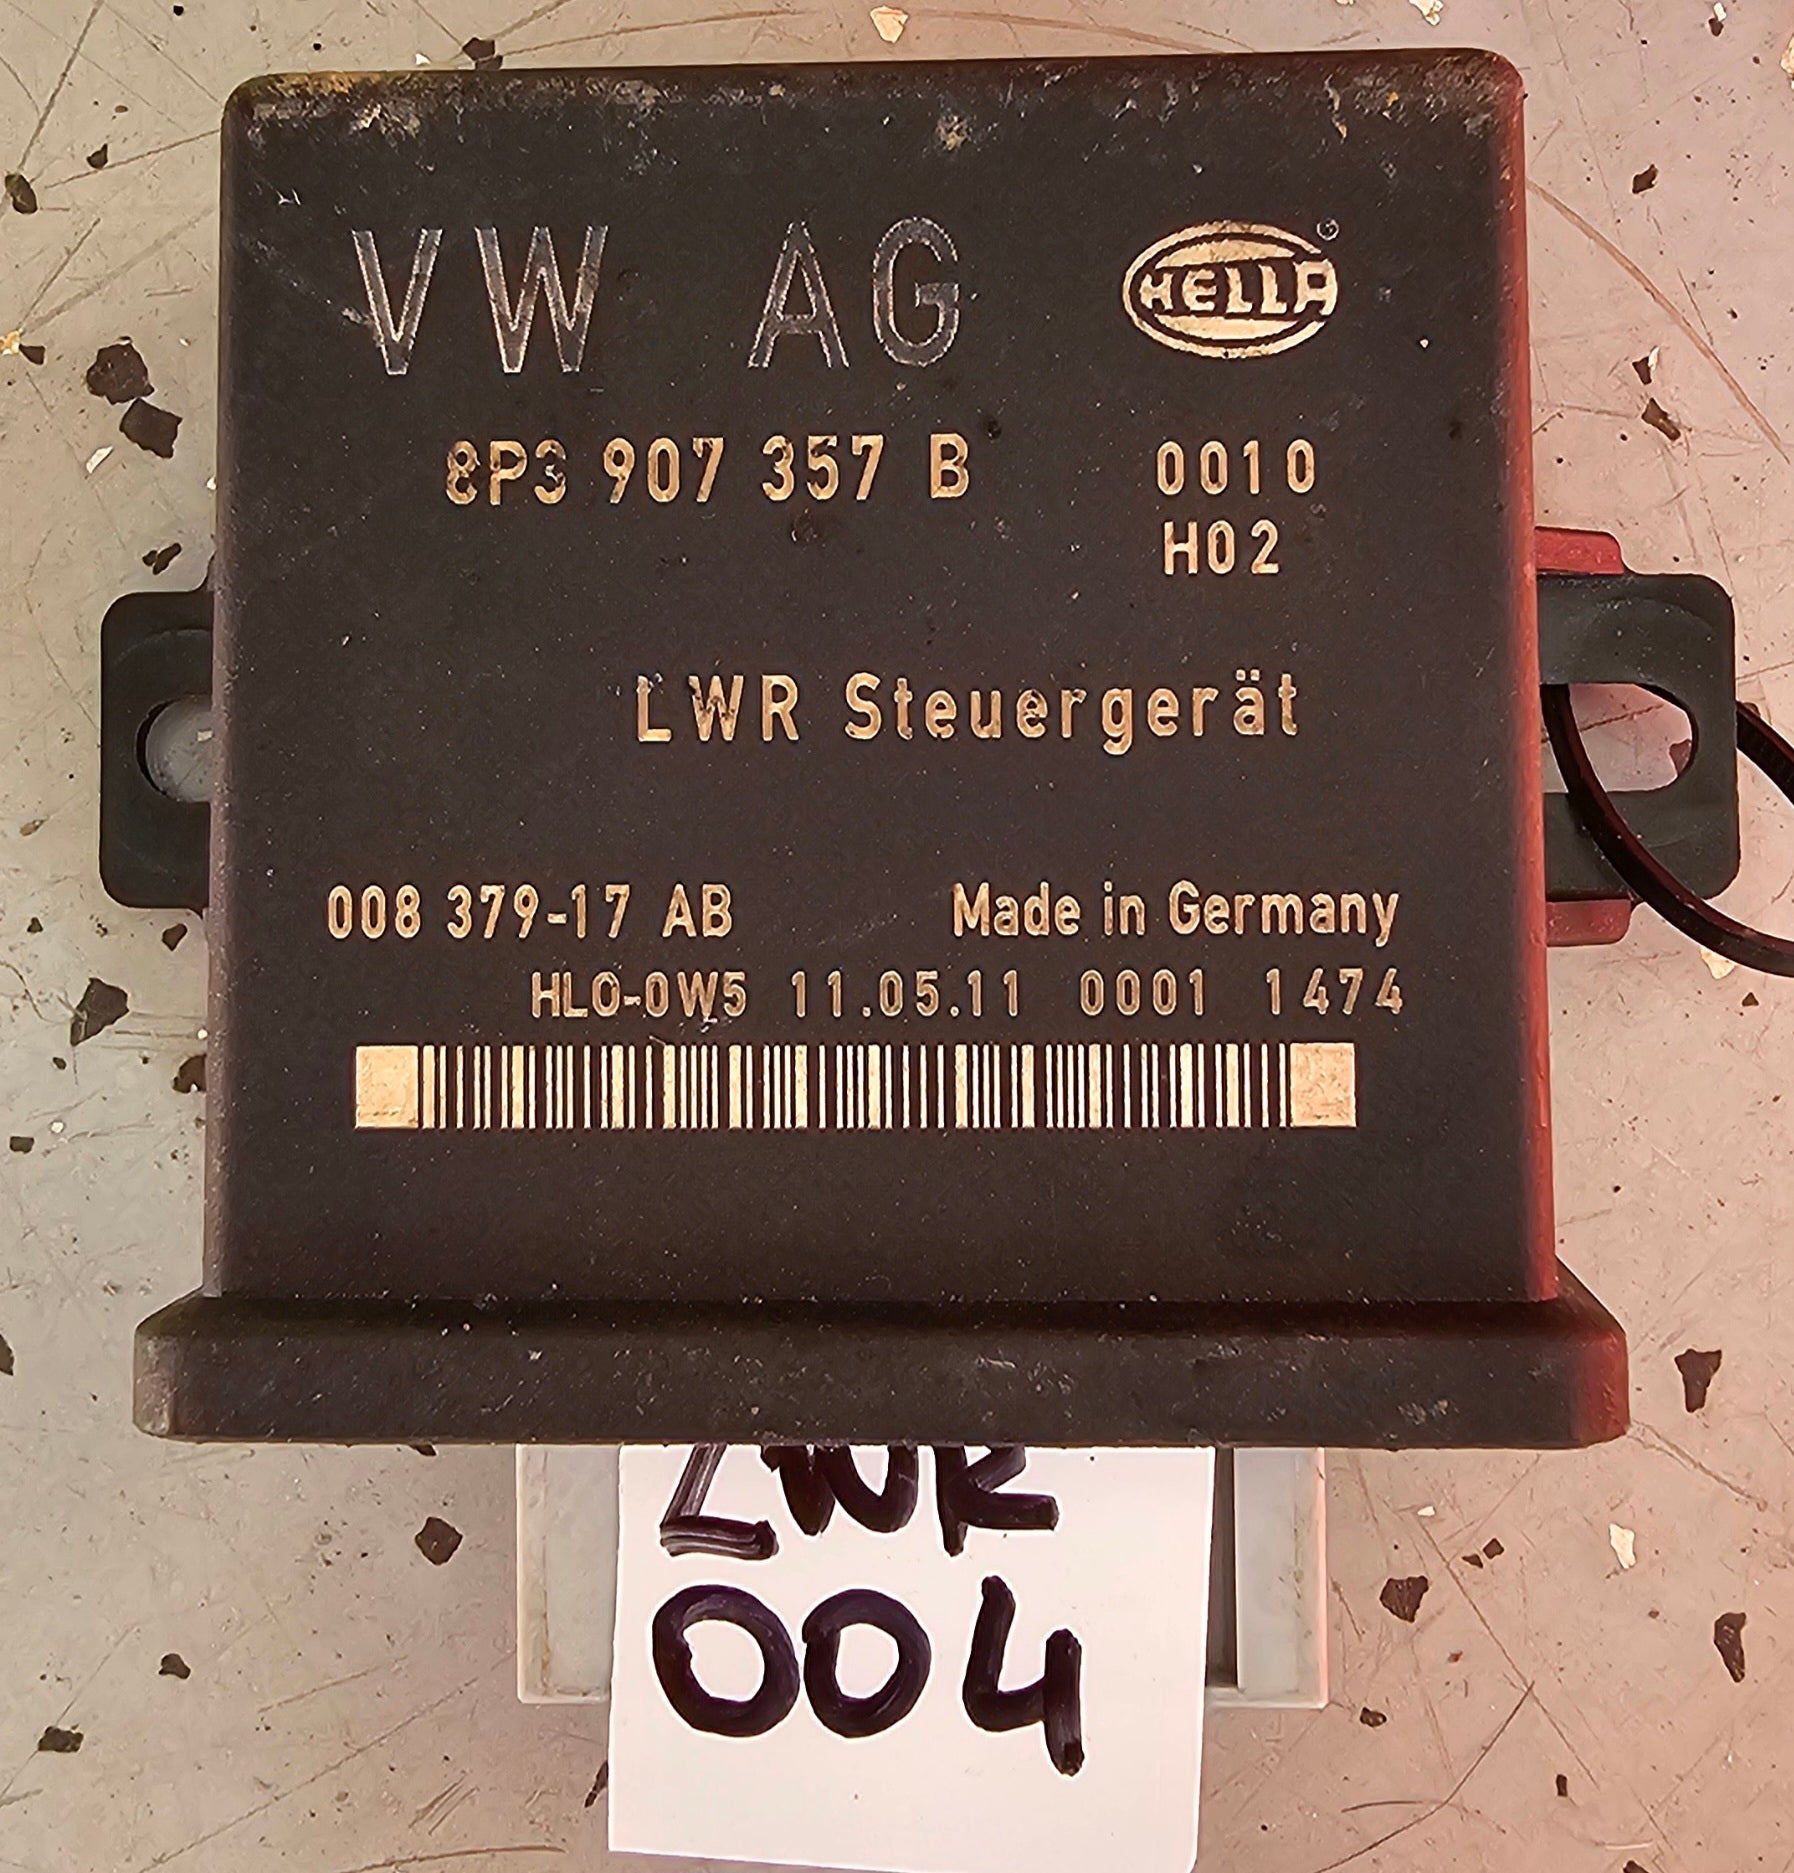 VW AG
HELLA ®
8P3 907 357 B 0010
H02
LWR Steuergerät
008 379-17 AB Made in Germany
HLO-0W5 11.05.11 0001 1474
LWR
004